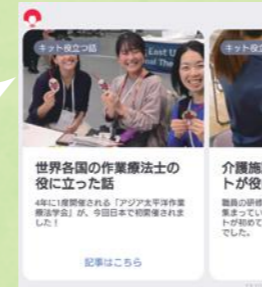 キット役立つ話
世界各国の作業療法士の
役に立った話
4年に1度開催される「アジア太平洋作業
療法学会」が、今回日本で初開催されま
した！
記事はこちら
キット役
介護施
トが役
職員の研修
集まってい
トが初めて
でした。